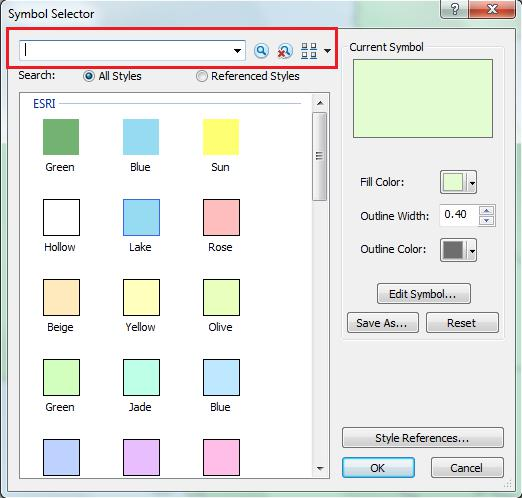 Symbol Selector
Search:
All Styles
Referenced Styles
ESRI
Green
Blue
Sun
Hollow
Lake
Rose
Beige
Yellow
Olive
Green
Jade
Blue
Current Symbol
Fill Color:
Outline Width:
0.40
Outline Color:
Edit Symbol...
Save As...
Reset
Style References...
OK
Cancel